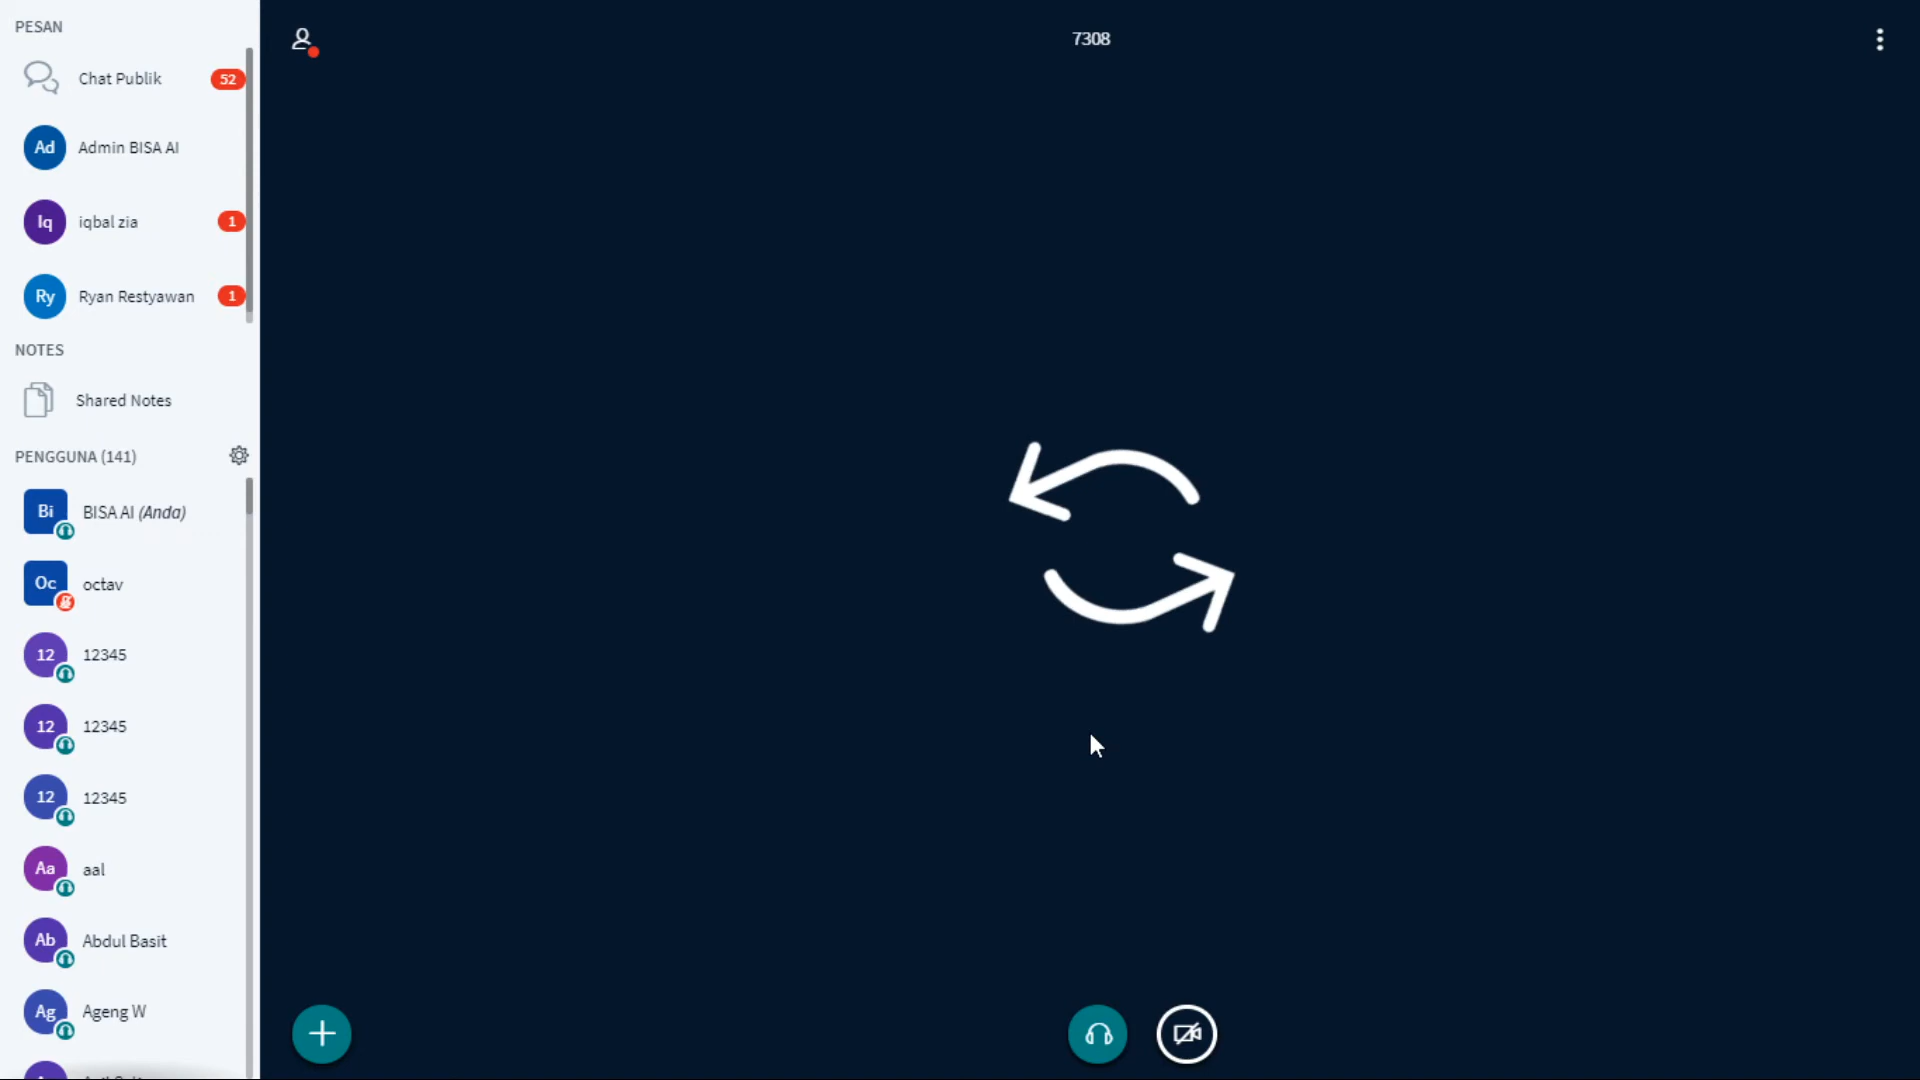 PESAN
Chat Publik 52
Ad Admin BISA AI
Iq iqbal zia 1
Ry Ryan Restyawan 1
NOTES
Shared Notes
PENGGUNA (141)
Bi BISA AI (Anda)
Oc octav
12 12345
12 12345
12 12345
Aa aal
Ab Abdul Basit
Ag Ageng W
7308